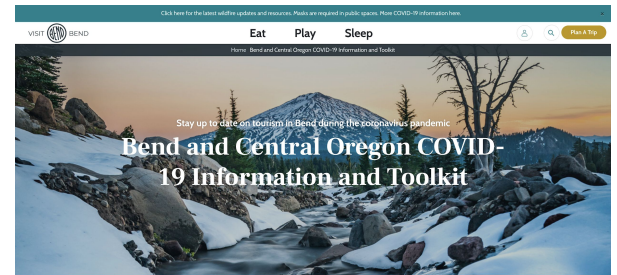 Click here for the latest wildfire updates and resources. Masks are required in public spaces. More COVID-19 information here.
VISIT BEND BEND
Eat Play Sleep
Plan A Trip
Home Bend and Central Oregon COVID-19 Information and Toolkit
Stay up to date on tourism in Bend during the coronavirus pandemic
Bend and Central Oregon COVID-
19 Information and Toolkit